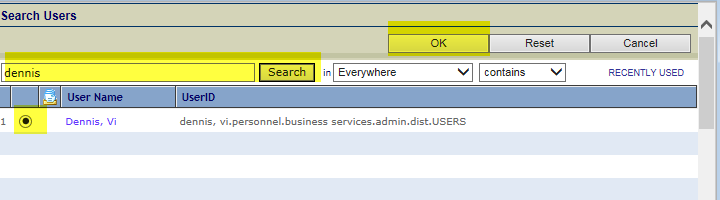 Search Users
OK Reset Cancel
dennis Search in Everywhere contains RECENTLY USED
User Name UserID
1 Dennis, Vi dennis, vi.personnel.business services.admin.dist.USERS